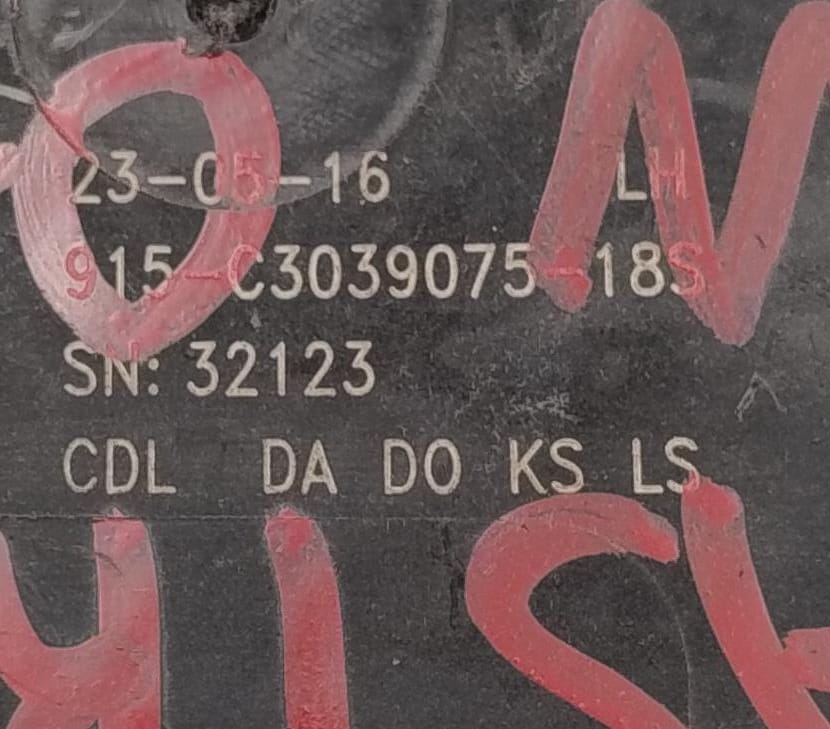 23-05-16 LH
915-C3039075-18S
SN: 32123
CDL DA DO KS LS